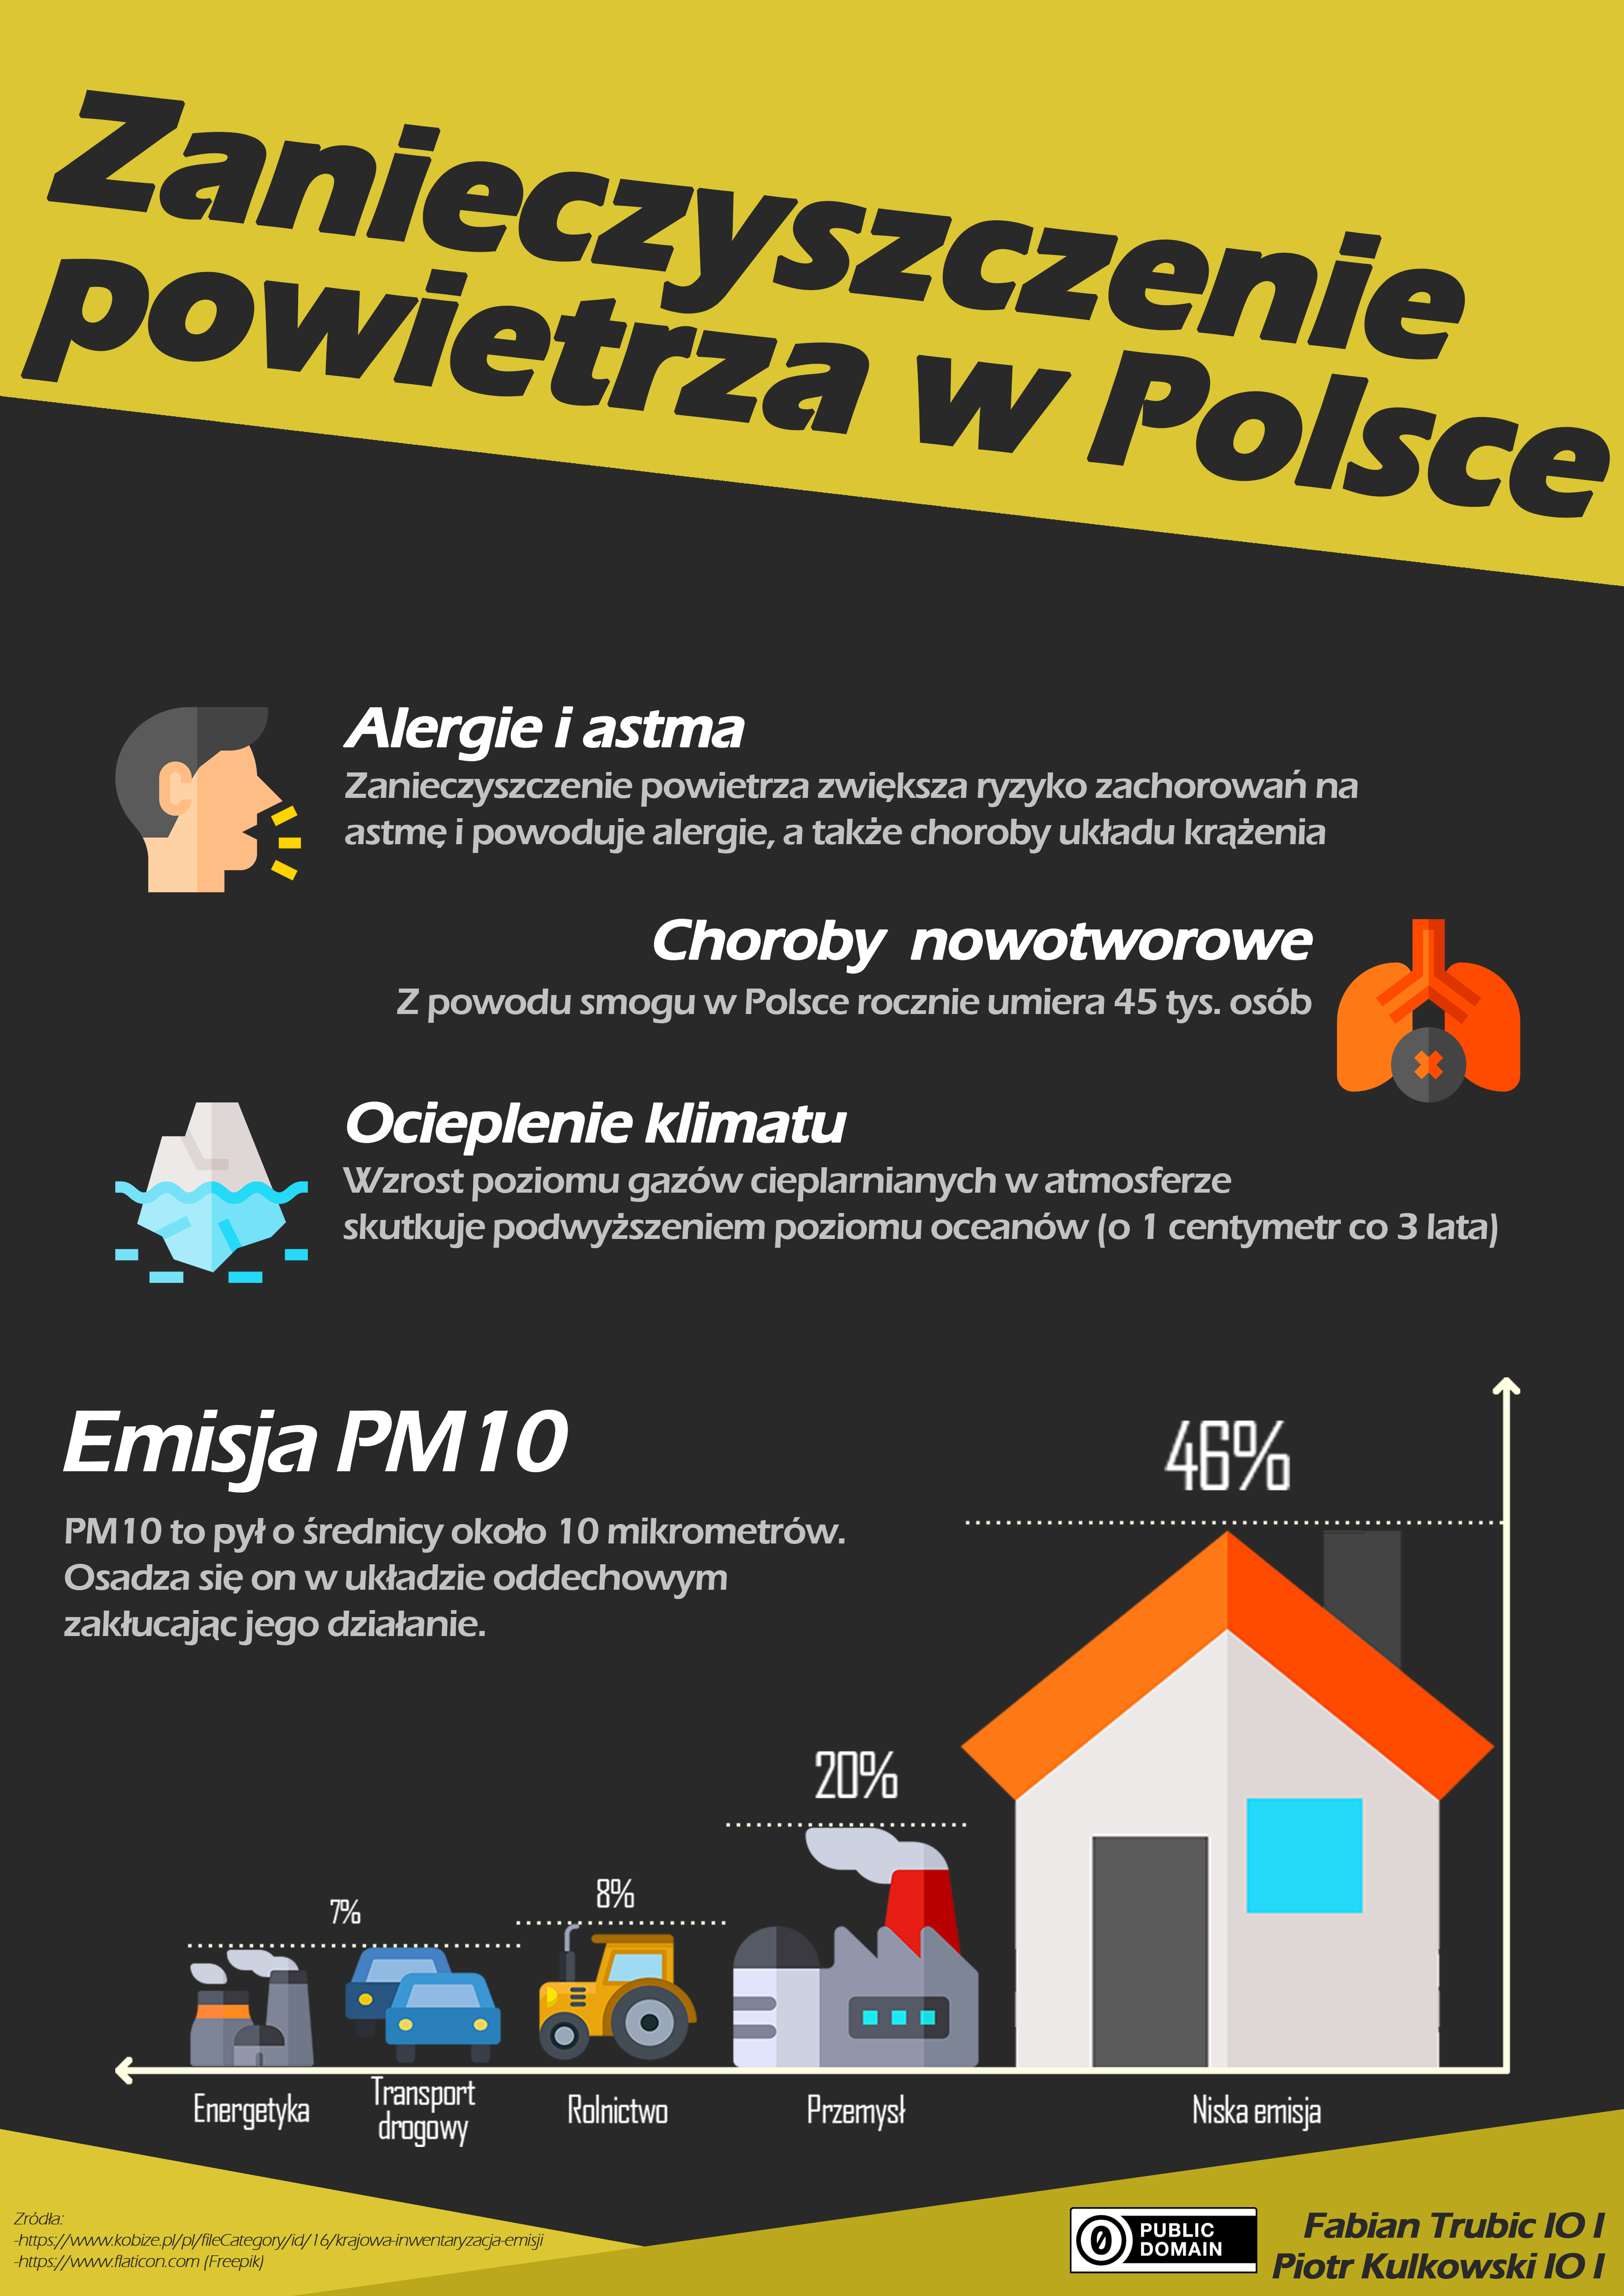 Zanieczyszczenie
powietrza w Polsce
Alergie i astma
Zanieczyszczenie powietrza zwiększa ryzyko zachorowań na
astmę i powoduje alergie, a także choroby układu krążenia
Choroby nowotworowe
Z powodu smogu w Polsce rocznie umiera 45 tys. osób
Ocieplenie klimatu
Wzrost poziomu gazów cieplarnianych w atmosferze
skutkuje podwyższeniem poziomu oceanów (o 1 centymetr co 3 lata)
Emisja PM10
PM10 to pył o średnicy około 10 mikrometrów.
Osadza się on w układzie oddechowym
zakłucając jego działanie.
46%
20%
8%
7%
Energetyka
Transport
drogowy
Rolnictwo
Przemysł
Niska emisja
Zródła:
-https://www.kobize.pl/pl/fileCategory/id/16/krajowa-inwentaryzacja-emisji
-https://www.flaticon.com (Freepik)
0
PUBLIC
DOMAIN
Fabian Trubic IO I
Piotr Kulkowski IO I